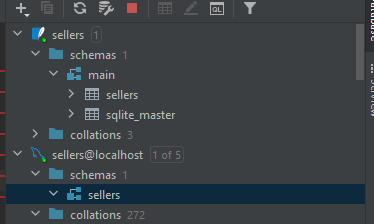 QL
sellers 1
schemas 1
main
sellers
sqlite_master
collations 3
sellers@localhost 1 of 5
schemas 1
sellers
collations 272